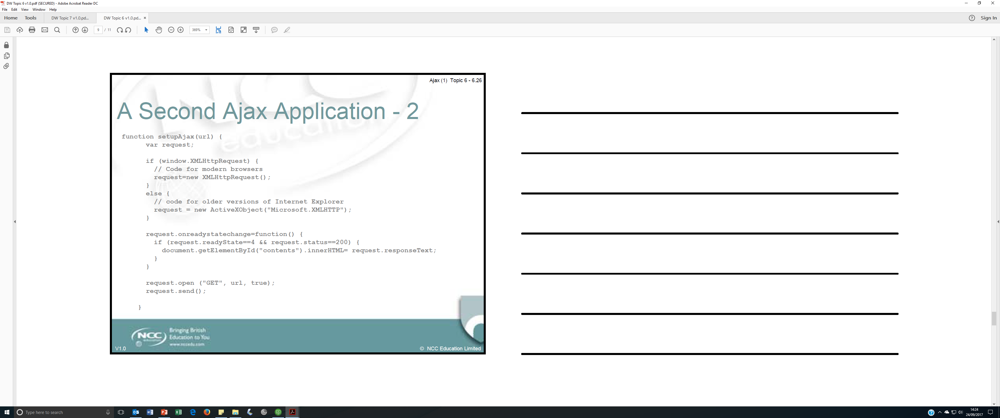 DW Topic 6 v1.0.pdf (SECURED) - Adobe Acrobat Reader DC
File Edit View Window Help
Home Tools DW Topic 7 v1.0.pd... DW Topic 6 v1.0.pd... × Sign In
9 / 11 369%
Ajax (1) Topic 6 - 6.26
A Second Ajax Application - 2
function setupAjax(url) {
var request;
if (window.XMLHttpRequest) {
// Code for modern browsers
request=new XMLHttpRequest();
}
else {
// code for older versions of Internet Explorer
request = new ActiveXObject("Microsoft.XMLHTTP");
}
request.onreadystatechange=function() {
if (request.readyState==4 && request.status==200) {
document.getElementById("contents").innerHTML= request.responseText;
}
}
request.open ("GET", url, true);
request.send();
}
NCC education
Bringing British
Education to You
www.nccedu.com
V1.0 © NCC Education Limited
Type here to search
14:24
24/09/2017